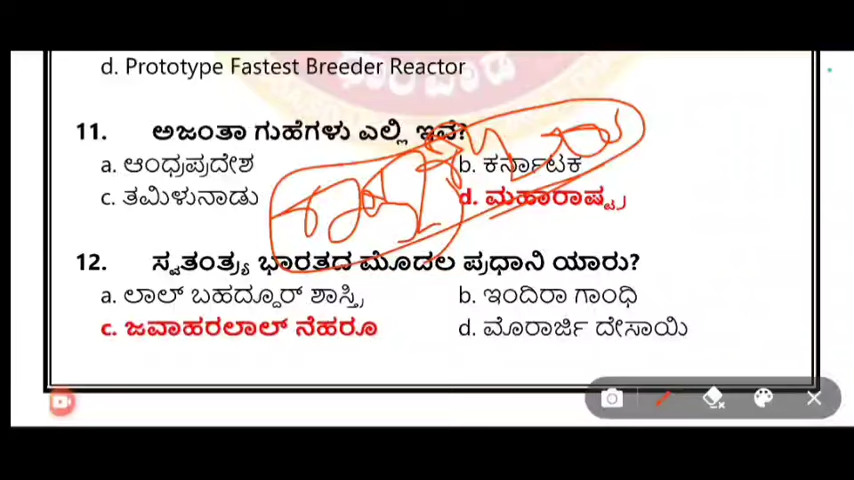 d. Prototype Fastest Breeder Reactor
11. ಅಜಂತಾ ಗುಹೆಗಳು ಎಲ್ಲಿ ಇವೆ?
a. ಆಂಧ್ರಪ್ರದೇಶ b. ಕರ್ನಾಟಕ
c. ತಮಿಳುನಾಡು d. ಮಹಾರಾಷ್ಟ್ರ
12. ಸ್ವತಂತ್ರ್ಯ ಭಾರತದ ಮೊದಲ ಪ್ರಧಾನಿ ಯಾರು?
a. ಲಾಲ್ ಬಹದ್ದೂರ್ ಶಾಸ್ತ್ರಿ b. ಇಂದಿರಾ ಗಾಂಧಿ
c. ಜವಾಹರಲಾಲ್ ನೆಹರೂ d. ಮೊರಾರ್ಜಿ ದೇಸಾಯಿ